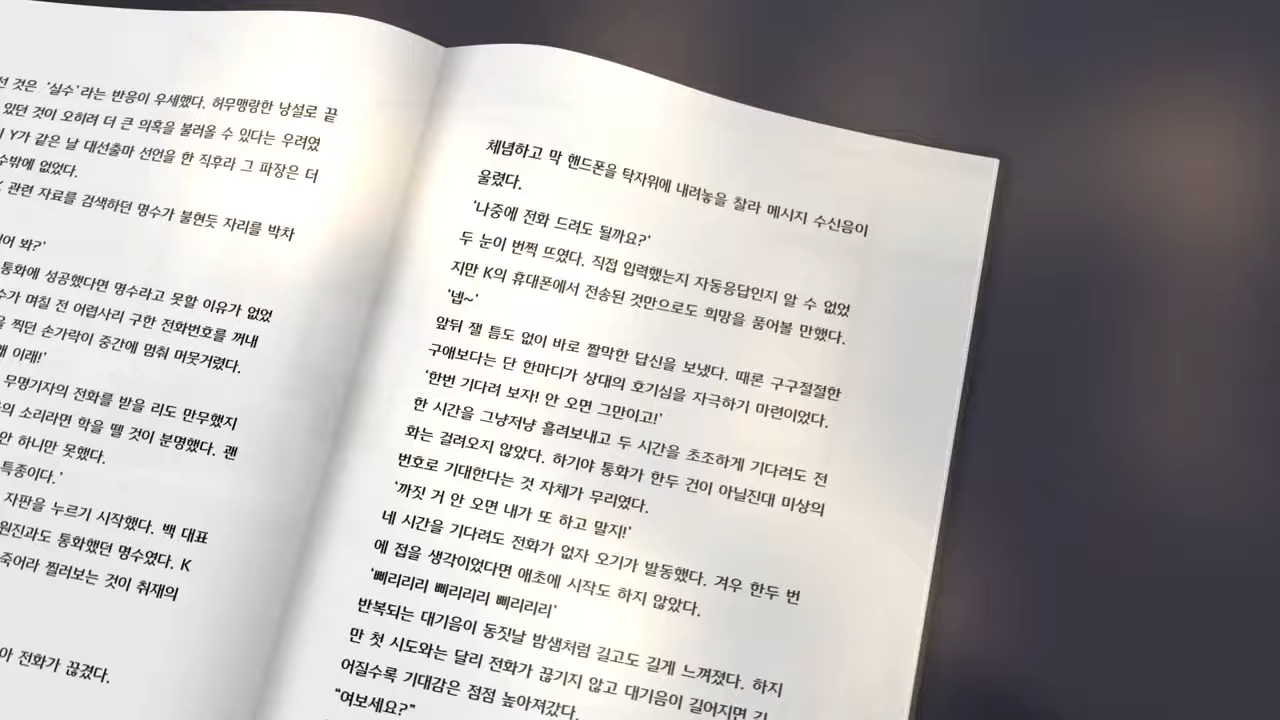 선 것은 '실수'라는 반응이 우세했다. 허무맹랑한 낭설로 끝
있던 것이 오히려 더 큰 의혹을 불러올 수 있다는 우려였
Y가 같은 날 대선출마 선언을 한 직후라 그 파장은 더
수밖에 없었다.
관련 자료를 검색하던 명수가 불현듯 자리를 박차
봐?'
통화에 성공했다면 명수라고 못할 이유가 없었
수가 며칠 전 어렵사리 구한 전화번호를 꺼내
찍던 손가락이 중간에 멈춰 머뭇거렸다.
이래!'
무명기자의 전화를 받을 리도 만무했지
소리라면 학을 뗄 것이 분명했다. 괜
안 하니만 못했다.
특종이다.'
자판을 누르기 시작했다. 백 대표
원진과도 통화했던 명수였다. K
죽어라 찔러보는 것이 취재의
전화가 끊겼다.
체념하고 막 핸드폰을 탁자위에 내려놓을 찰라 메시지 수신음이
울렸다.
'나중에 전화 드려도 될까요?'
두 눈이 번쩍 뜨였다. 직접 입력했는지 자동응답인지 알 수 없었
지만 K의 휴대폰에서 전송된 것만으로도 희망을 품어볼 만했다.
'넵~'
앞뒤 잴 틈도 없이 바로 짤막한 답신을 보냈다. 때론 구구절절한
구애보다는 단 한마디가 상대의 호기심을 자극하기 마련이었다.
'한번 기다려 보자! 안 오면 그만이고!'
한 시간을 그냥저냥 흘려보내고 두 시간을 초조하게 기다려도 전
화는 걸려오지 않았다. 하기야 통화가 한두 건이 아닐진대 미상의
번호로 기대한다는 것 자체가 무리였다.
'까짓 거 안 오면 내가 또 하고 말지!'
네 시간을 기다려도 전화가 없자 오기가 발동했다. 겨우 한두 번
에 접을 생각이었다면 애초에 시작도 하지 않았다.
'삐리리리 삐리리리 삐리리리'
반복되는 대기음이 동짓날 밤샘처럼 길고도 길게 느껴졌다. 하지
만 첫 시도와는 달리 전화가 끊기지 않고 대기음이 길어지면 길
어질수록 기대감은 점점 높아져갔다.
"여보세요?"